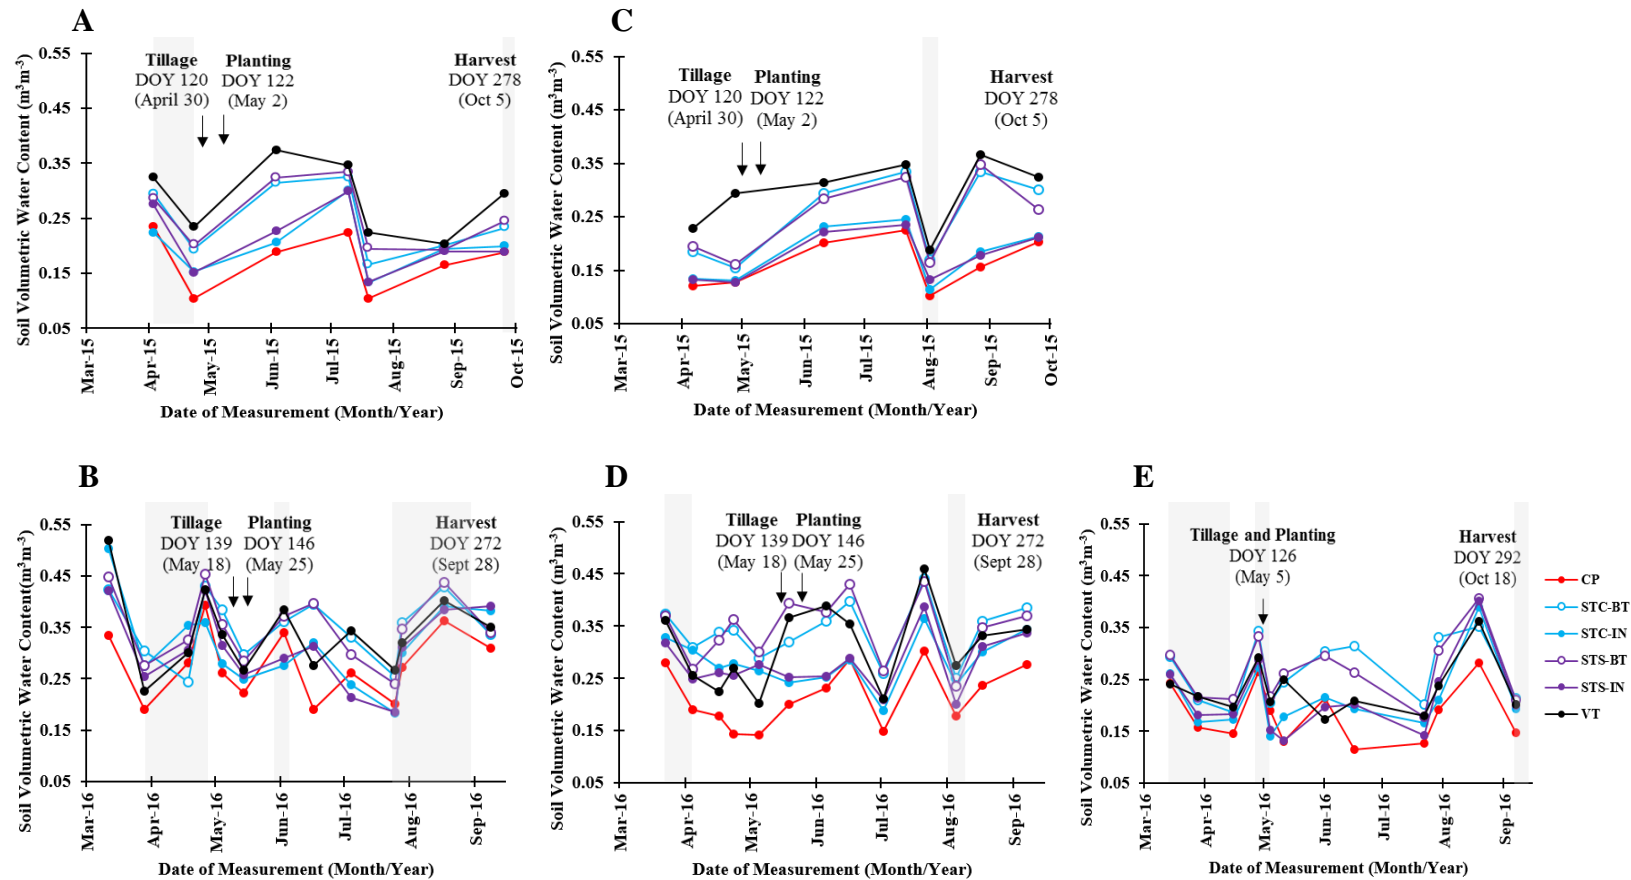 A
Soil Volumetric Water Content (m³m⁻³)
0.55
0.45
0.35
0.25
0.15
0.05
Tillage
DOY 120
(April 30)
Planting
DOY 122
(May 2)
Harvest
DOY 278
(Oct 5)
Mar-15
Apr-15
May-15
Jun-15
Jul-15
Aug-15
Sep-15
Oct-15
Date of Measurement (Month/Year)
C
Soil Volumetric Water Content (m³m⁻³)
0.55
0.45
0.35
0.25
0.15
0.05
Tillage
DOY 120
(April 30)
Planting
DOY 122
(May 2)
Harvest
DOY 278
(Oct 5)
Mar-15
Apr-15
May-15
Jun-15
Jul-15
Aug-15
Sep-15
Oct-15
Date of Measurement (Month/Year)
B
Soil Volumetric Water Content(m³m⁻³)
0.55
0.45
0.35
0.25
0.15
0.05
Tillage
DOY 139
(May 18)
Planting
DOY 146
(May 25)
Harvest
DOY 272
(Sept 28)
Mar-16
Apr-16
May-16
Jun-16
Jul-16
Aug-16
Sep-16
Date of Measurement (Month/Year)
D
Soil Volumetric Water Content (m³m⁻³)
0.55
0.45
0.35
0.25
0.15
0.05
Tillage
DOY 139
(May 18)
Planting
DOY 146
(May 25)
Harvest
DOY 272
(Sept 28)
Mar-16
Apr-16
May-16
Jun-16
Jul-16
Aug-16
Sep-16
Date of Measurement (Month/Year)
E
Soil Volumetric Water Content (m³m⁻³)
0.55
0.45
0.35
0.25
0.15
0.05
Tillage and Planting
DOY 126
(May 5)
Harvest
DOY 292
(Oct 18)
Mar-16
Apr-16
May-16
Jun-16
Jul-16
Aug-16
Sep-16
Date of Measurement (Month/Year)
CP
STC-BT
STC-IN
STS-BT
STS-IN
VT